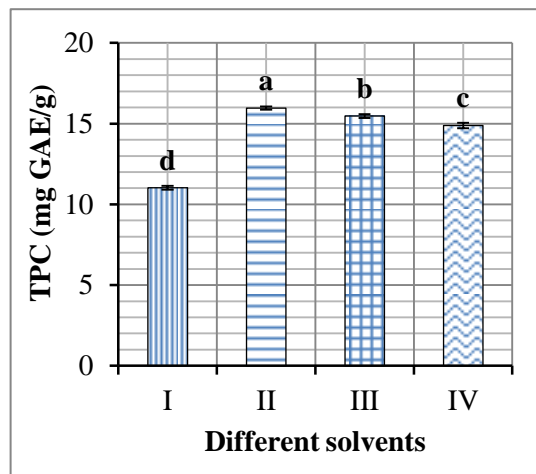 20
15
10
5
0
TPC (mg GAE/g)
d
a
b
c
I
II
III
IV
Different solvents